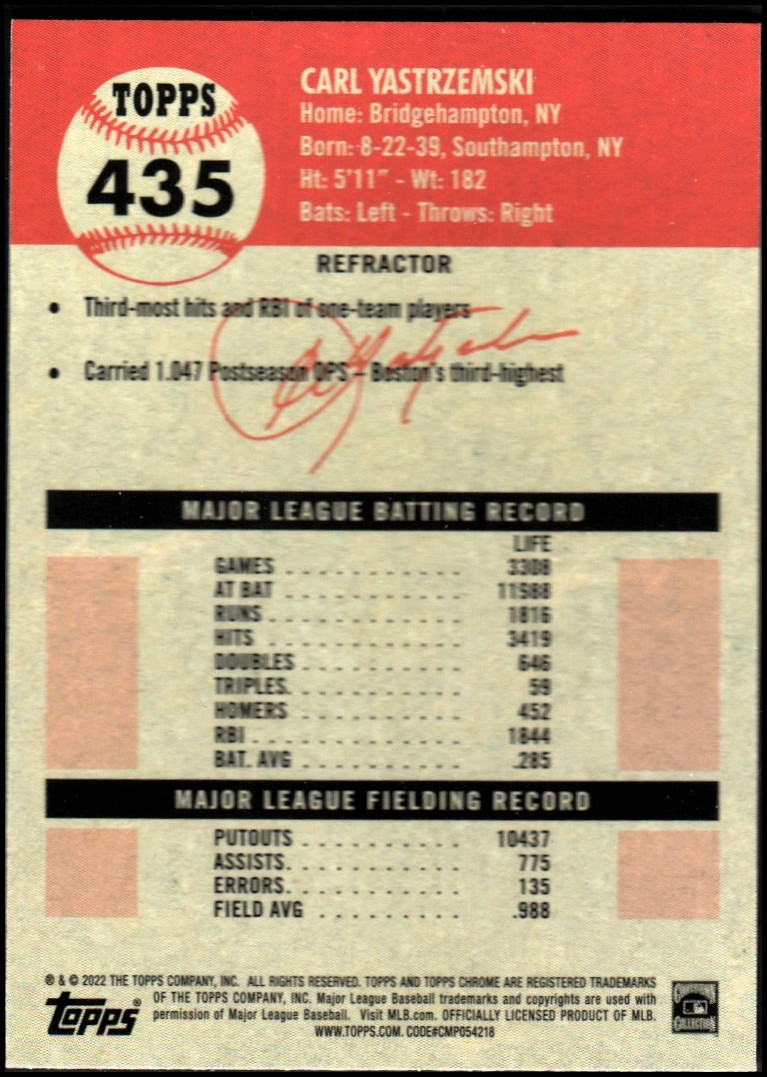 TOPPS
435
CARL YASTRZEMSKI
Home: Bridgehampton, NY
Born: 8-22-39, Southampton, NY
Ht: 5'11" - Wt: 182
Bats: Left - Throws: Right
REFRACTOR
• Third-most hits and RBI of one-team players
• Carried 1.047 Postseason OPS – Boston's third-highest
MAJOR LEAGUE BATTING RECORD
LIFE
GAMES . . . . . . . . . . . 3308
AT BAT . . . . . . . . . . . 11988
RUNS. . . . . . . . . . . . 1816
HITS . . . . . . . . . . . . 3419
DOUBLES . . . . . . . . . . 646
TRIPLES. . . . . . . . . . . 59
HOMERS . . . . . . . . . . 452
RBI . . . . . . . . . . . . . 1844
BAT. AVG . . . . . . . . . . .285
MAJOR LEAGUE FIELDING RECORD
PUTOUTS . . . . . . . . . . 10437
ASSISTS. . . . . . . . . . . 775
ERRORS. . . . . . . . . . . 135
FIELD AVG . . . . . . . . . .988
® & © 2022 THE TOPPS COMPANY, INC. ALL RIGHTS RESERVED. TOPPS AND TOPPS CHROME ARE REGISTERED TRADEMARKS
OF THE TOPPS COMPANY, INC. Major League Baseball trademarks and copyrights are used with
permission of Major League Baseball. Visit MLB.com. OFFICIALLY LICENSED PRODUCT OF MLB.
WWW.TOPPS.COM. CODE#CMP054218
Topps®
COOPERSTOWN
COLLECTION